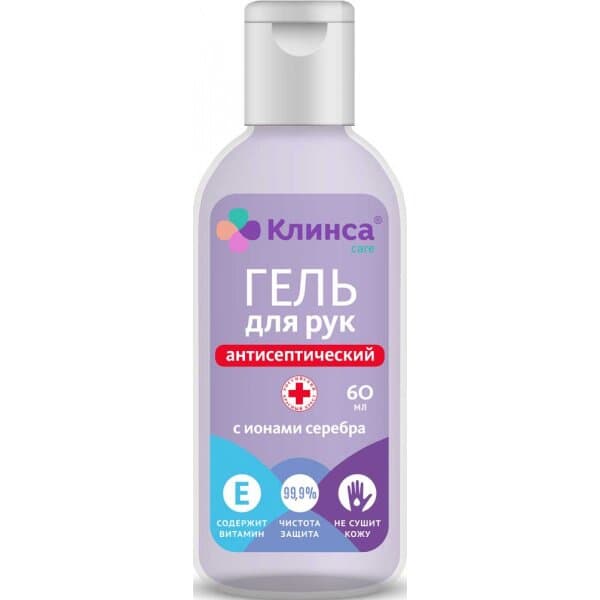 Клинса®
care
ГЕЛЬ
для рук
антисептический
60
мл
с ионами серебра
E
СОДЕРЖИТ
ВИТАМИН
99,9%
ЧИСТОТА
ЗАЩИТА
НЕ СУШИТ
КОЖУ